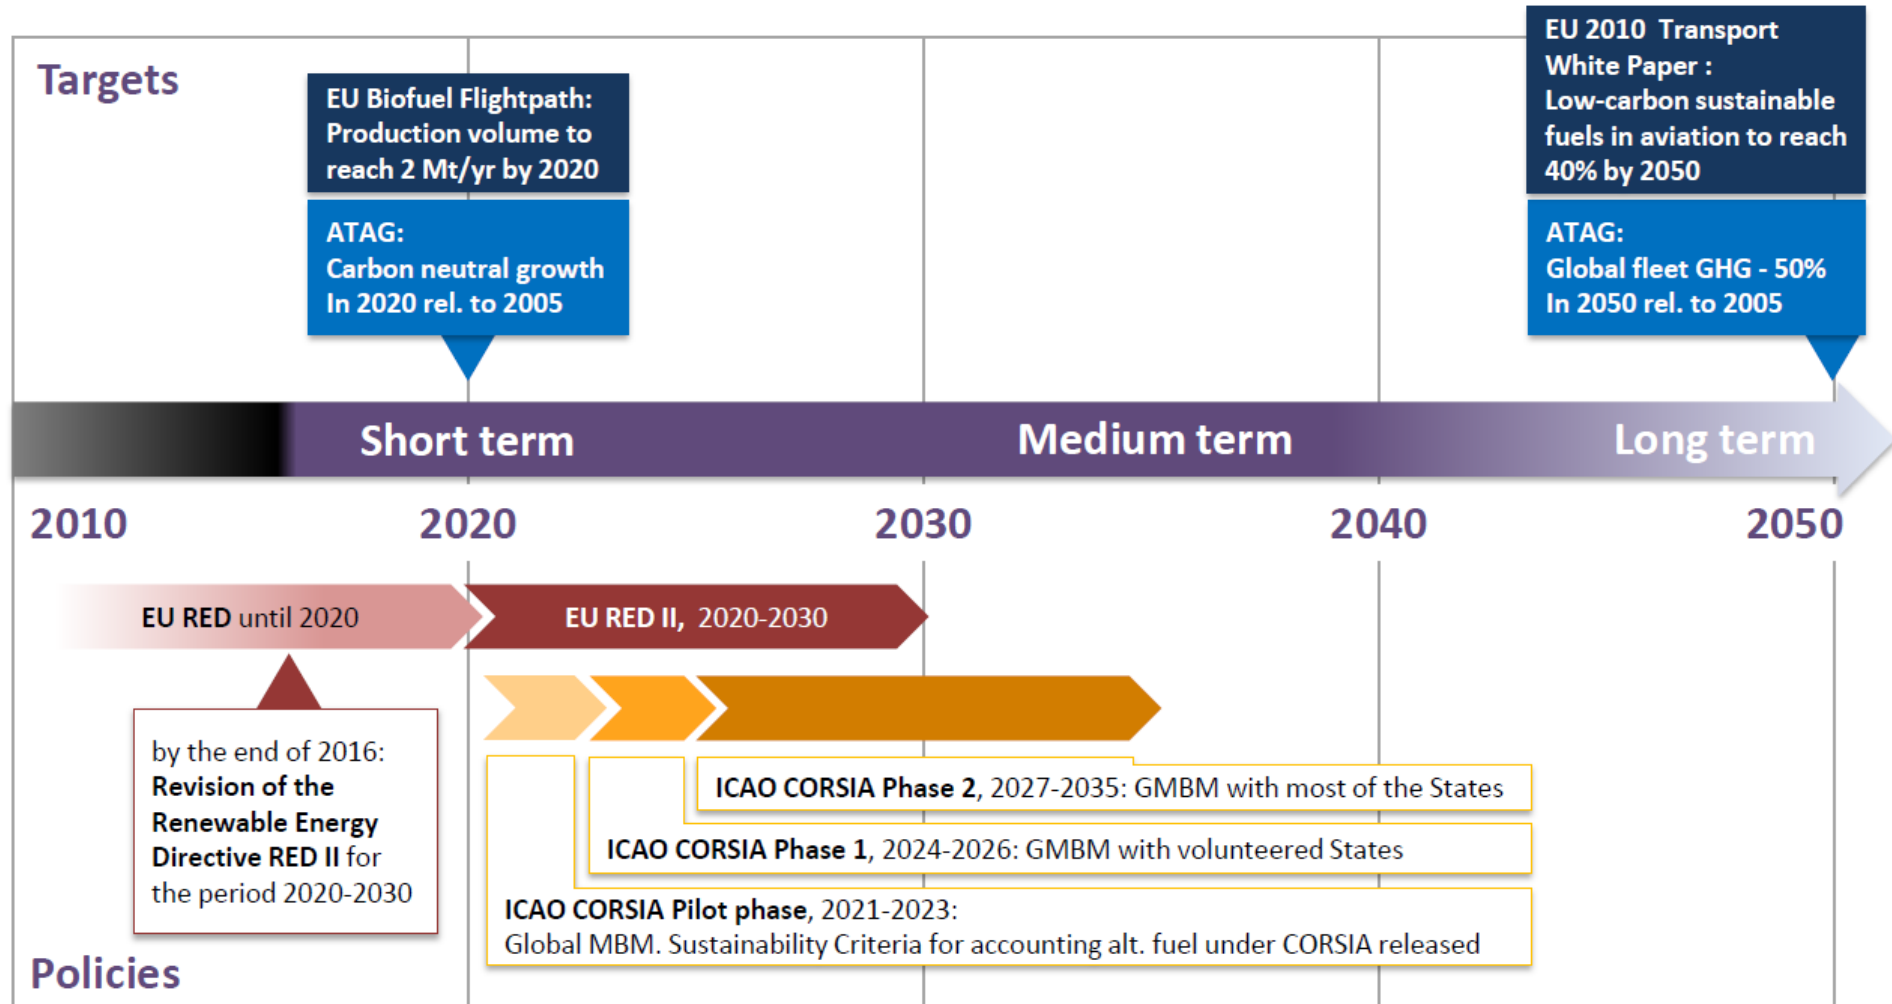 Targets
EU Biofuel Flightpath:
Production volume to
reach 2 Mt/yr by 2020
ATAG:
Carbon neutral growth
In 2020 rel. to 2005
EU 2010 Transport
White Paper :
Low-carbon sustainable
fuels in aviation to reach
40% by 2050
ATAG:
Global fleet GHG - 50%
In 2050 rel. to 2005
Short term
Medium term
Long term
2010
2020
2030
2040
2050
EU RED until 2020
EU RED II, 2020-2030
by the end of 2016:
Revision of the
Renewable Energy
Directive RED II for
the period 2020-2030
ICAO CORSIA Phase 2, 2027-2035: GMBM with most of the States
ICAO CORSIA Phase 1, 2024-2026: GMBM with volunteered States
ICAO CORSIA Pilot phase, 2021-2023:
Global MBM. Sustainability Criteria for accounting alt. fuel under CORSIA released
Policies